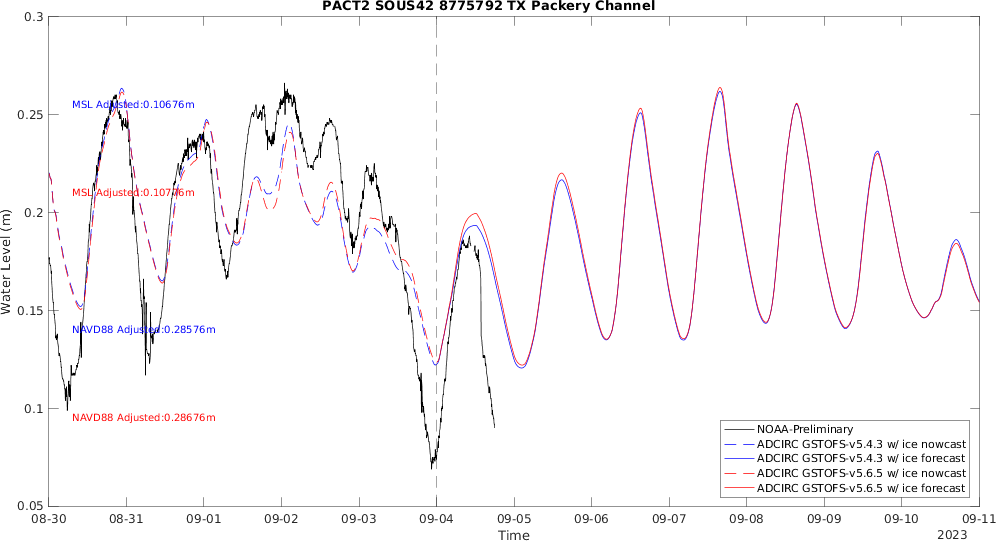 PACT2 SOUS42 8775792 TX Packery Channel
0.3
0.25
0.2
0.15
0.1
0.05
Water Level (m)
MSL Adjusted:0.10676m
MSL Adjusted:0.10776m
NAVD88 Adjusted:0.28576m
NAVD88 Adjusted:0.28676m
NOAA-Preliminary
ADCIRC GSTOFS-v5.4.3 w/ ice nowcast
ADCIRC GSTOFS-v5.4.3 w/ ice forecast
ADCIRC GSTOFS-v5.6.5 w/ ice nowcast
ADCIRC GSTOFS-v5.6.5 w/ ice forecast
08-30 08-31 09-01 09-02 09-03 09-04 09-05 09-06 09-07 09-08 09-09 09-10 09-11
Time
2023